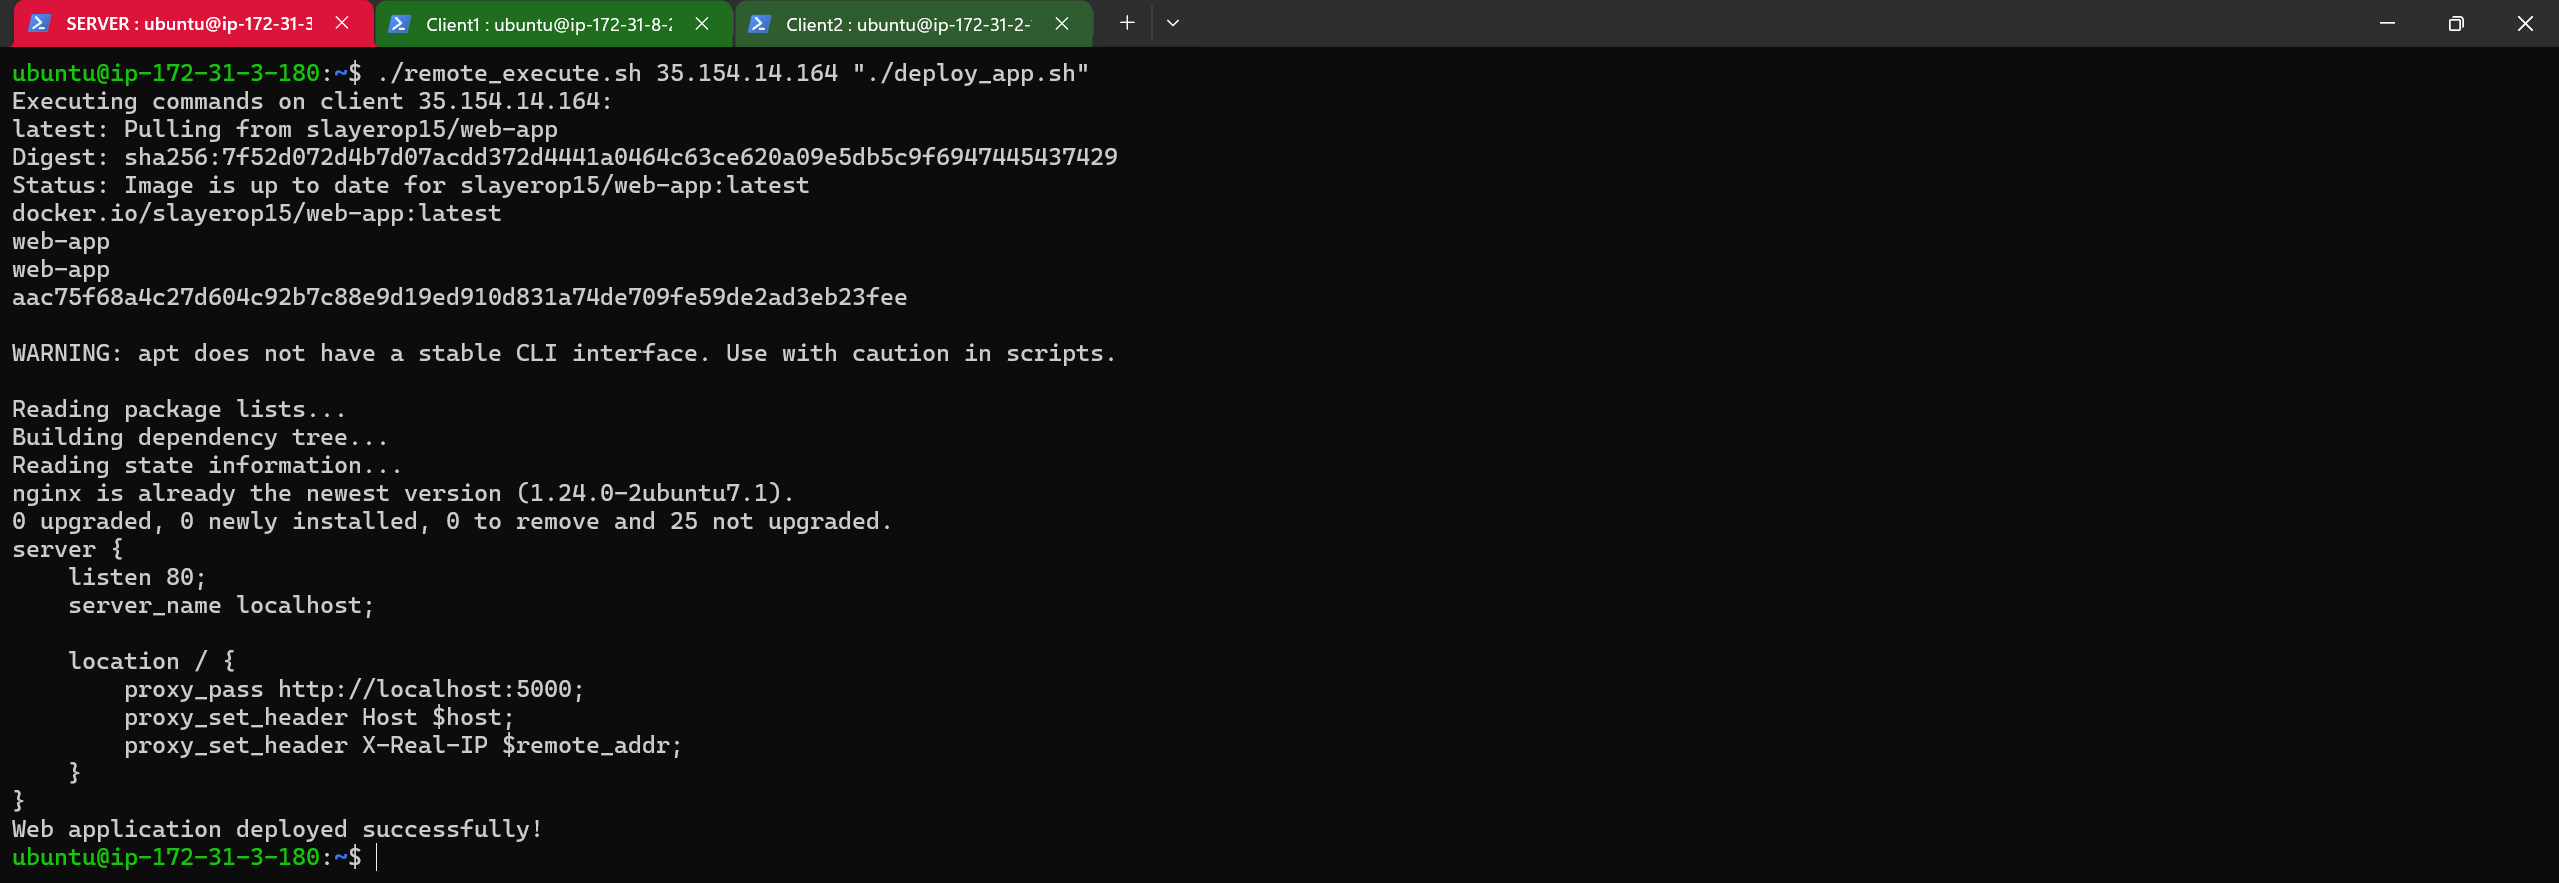 SERVER : ubuntu@ip-172-31-3
Client1 : ubuntu@ip-172-31-8-2
Client2 : ubuntu@ip-172-31-2-
ubuntu@ip-172-31-3-180:~$ ./remote_execute.sh 35.154.14.164 "./deploy_app.sh"
Executing commands on client 35.154.14.164:
latest: Pulling from slayerop15/web-app
Digest: sha256:7f52d072d4b7d07acdd372d4441a0464c63ce620a09e5db5c9f6947445437429
Status: Image is up to date for slayerop15/web-app:latest
docker.io/slayerop15/web-app:latest
web-app
web-app
aac75f68a4c27d604c92b7c88e9d19ed910d831a74de709fe59de2ad3eb23fee
WARNING: apt does not have a stable CLI interface. Use with caution in scripts.
Reading package lists...
Building dependency tree...
Reading state information...
nginx is already the newest version (1.24.0-2ubuntu7.1).
0 upgraded, 0 newly installed, 0 to remove and 25 not upgraded.
server {
    listen 80;
    server_name localhost;
    location / {
        proxy_pass http://localhost:5000;
        proxy_set_header Host $host;
        proxy_set_header X-Real-IP $remote_addr;
    }
}
Web application deployed successfully!
ubuntu@ip-172-31-3-180:~$